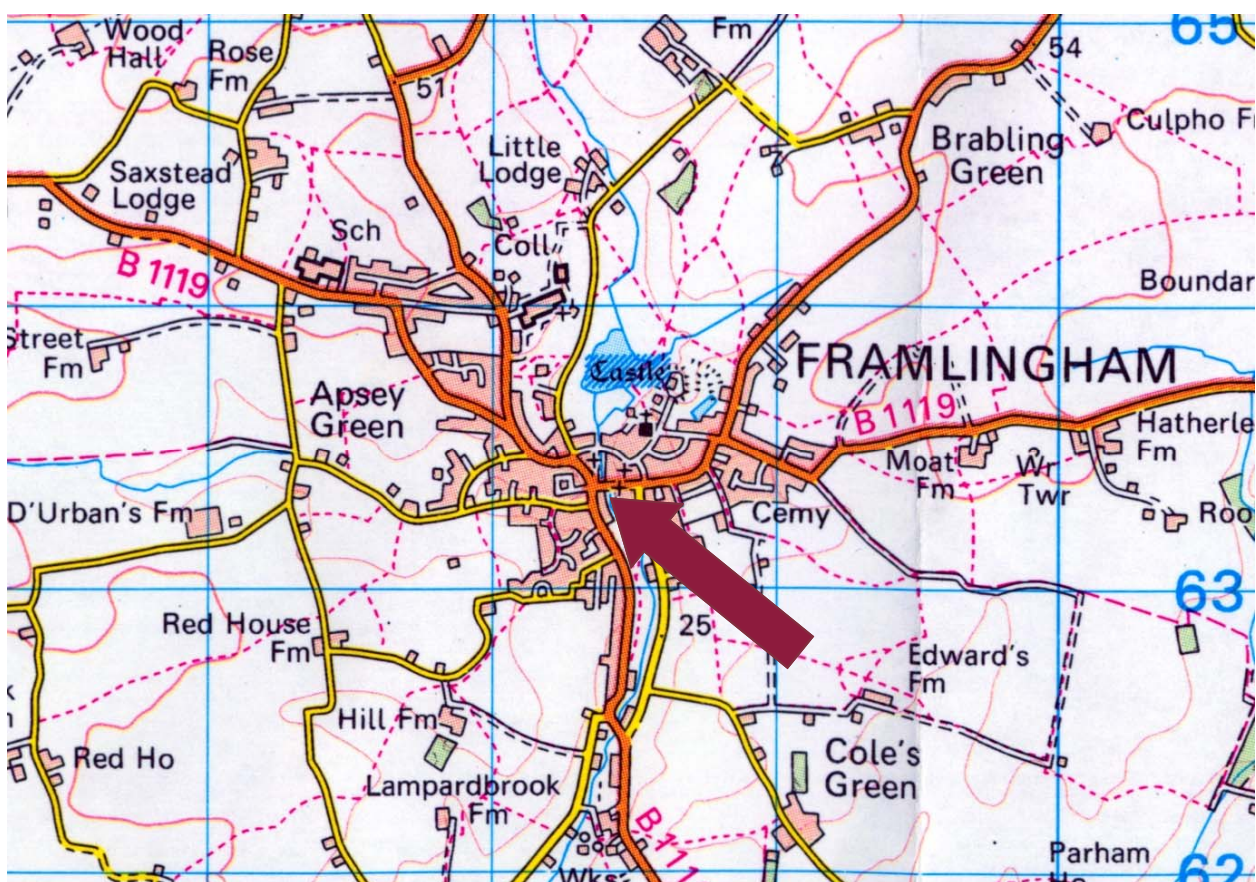 Wood
Hall
Rose
Fm
Fm
65
54
51
Culpho
Brabling
Green
Little
Lodge
Saxstead
Lodge
Sch
Coll
B 1119
Boundar
Street
Fm
Castle
FRAMLINGHAM
Apsey
Green
B 1119
Hatherle
Fm
Moat
Fm
Wr
Twr
D'Urban's Fm
Cemy
Roo
63
Red House
Fm
25
Edward's
Fm
Hill Fm
Red Ho
Cole's
Green
Lampardbrook
Fm
B 111
Parham
Wks
62